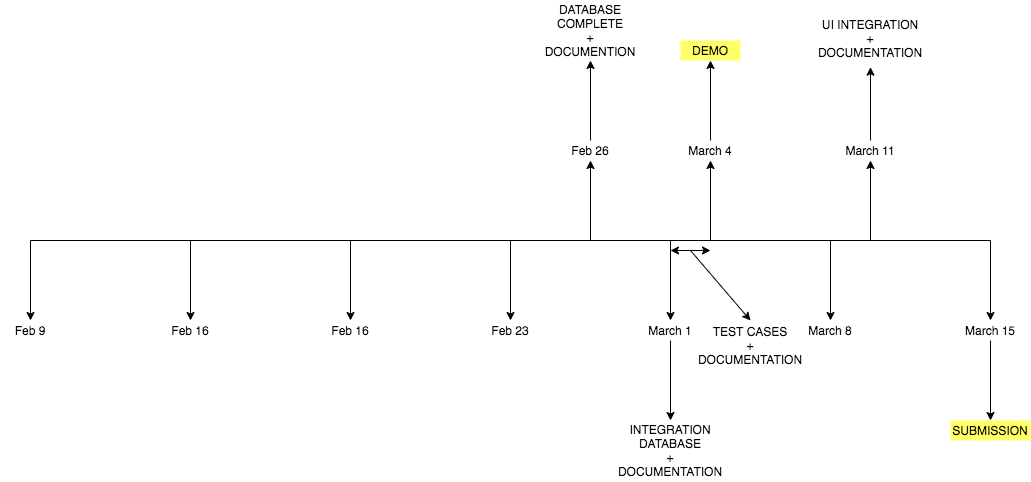 DATABASE
COMPLETE
+
DOCUMENTION
DEMO
UI INTEGRATION
+
DOCUMENTATION
Feb 26
March 4
March 11
Feb 9
Feb 16
Feb 16
Feb 23
March 1
TEST CASES
+
DOCUMENTATION
March 8
March 15
INTEGRATION
DATABASE
+
DOCUMENTATION
SUBMISSION